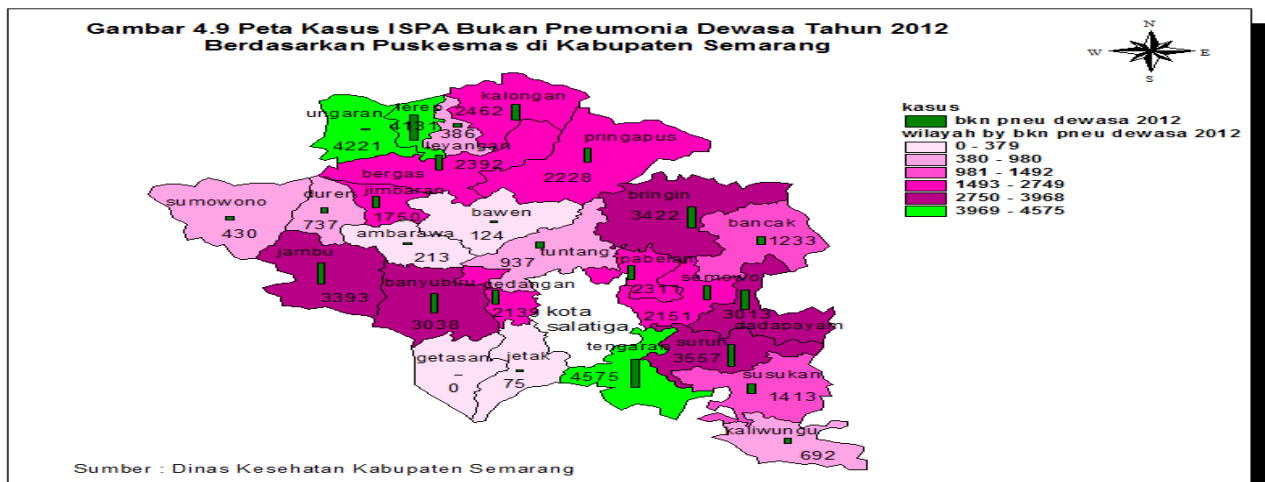 Gambar 4.9 Peta Kasus ISPA Bukan Pneumonia Dewasa Tahun 2012
Berdasarkan Puskesmas di Kabupaten Semarang
N
W E
S
kasus
bkn pneu dewasa 2012
wilayah by bkn pneu dewasa 2012
0 - 379
380 - 980
981 - 1492
1493 - 2749
2750 - 3968
3969 - 4575
kalongan
2462
ungaran
4221
lerep
4131
386
leyangan
2392
pringapus
2228
bergas
jimbaran
1750
duren
737
sumowono
430
bringin
3422
bancak
1233
bawen
124
ambarawa
213
tuntang
937
jambu
3393
banyubiru
3038
gedangan
2139
pabelan
2311
semowo
2151
3013
dadapayam
kota
salatiga
tengaran
4575
suruh
3557
getasan
0
jetak
75
susukan
1413
kaliwungu
692
Sumber : Dinas Kesehatan Kabupaten Semarang